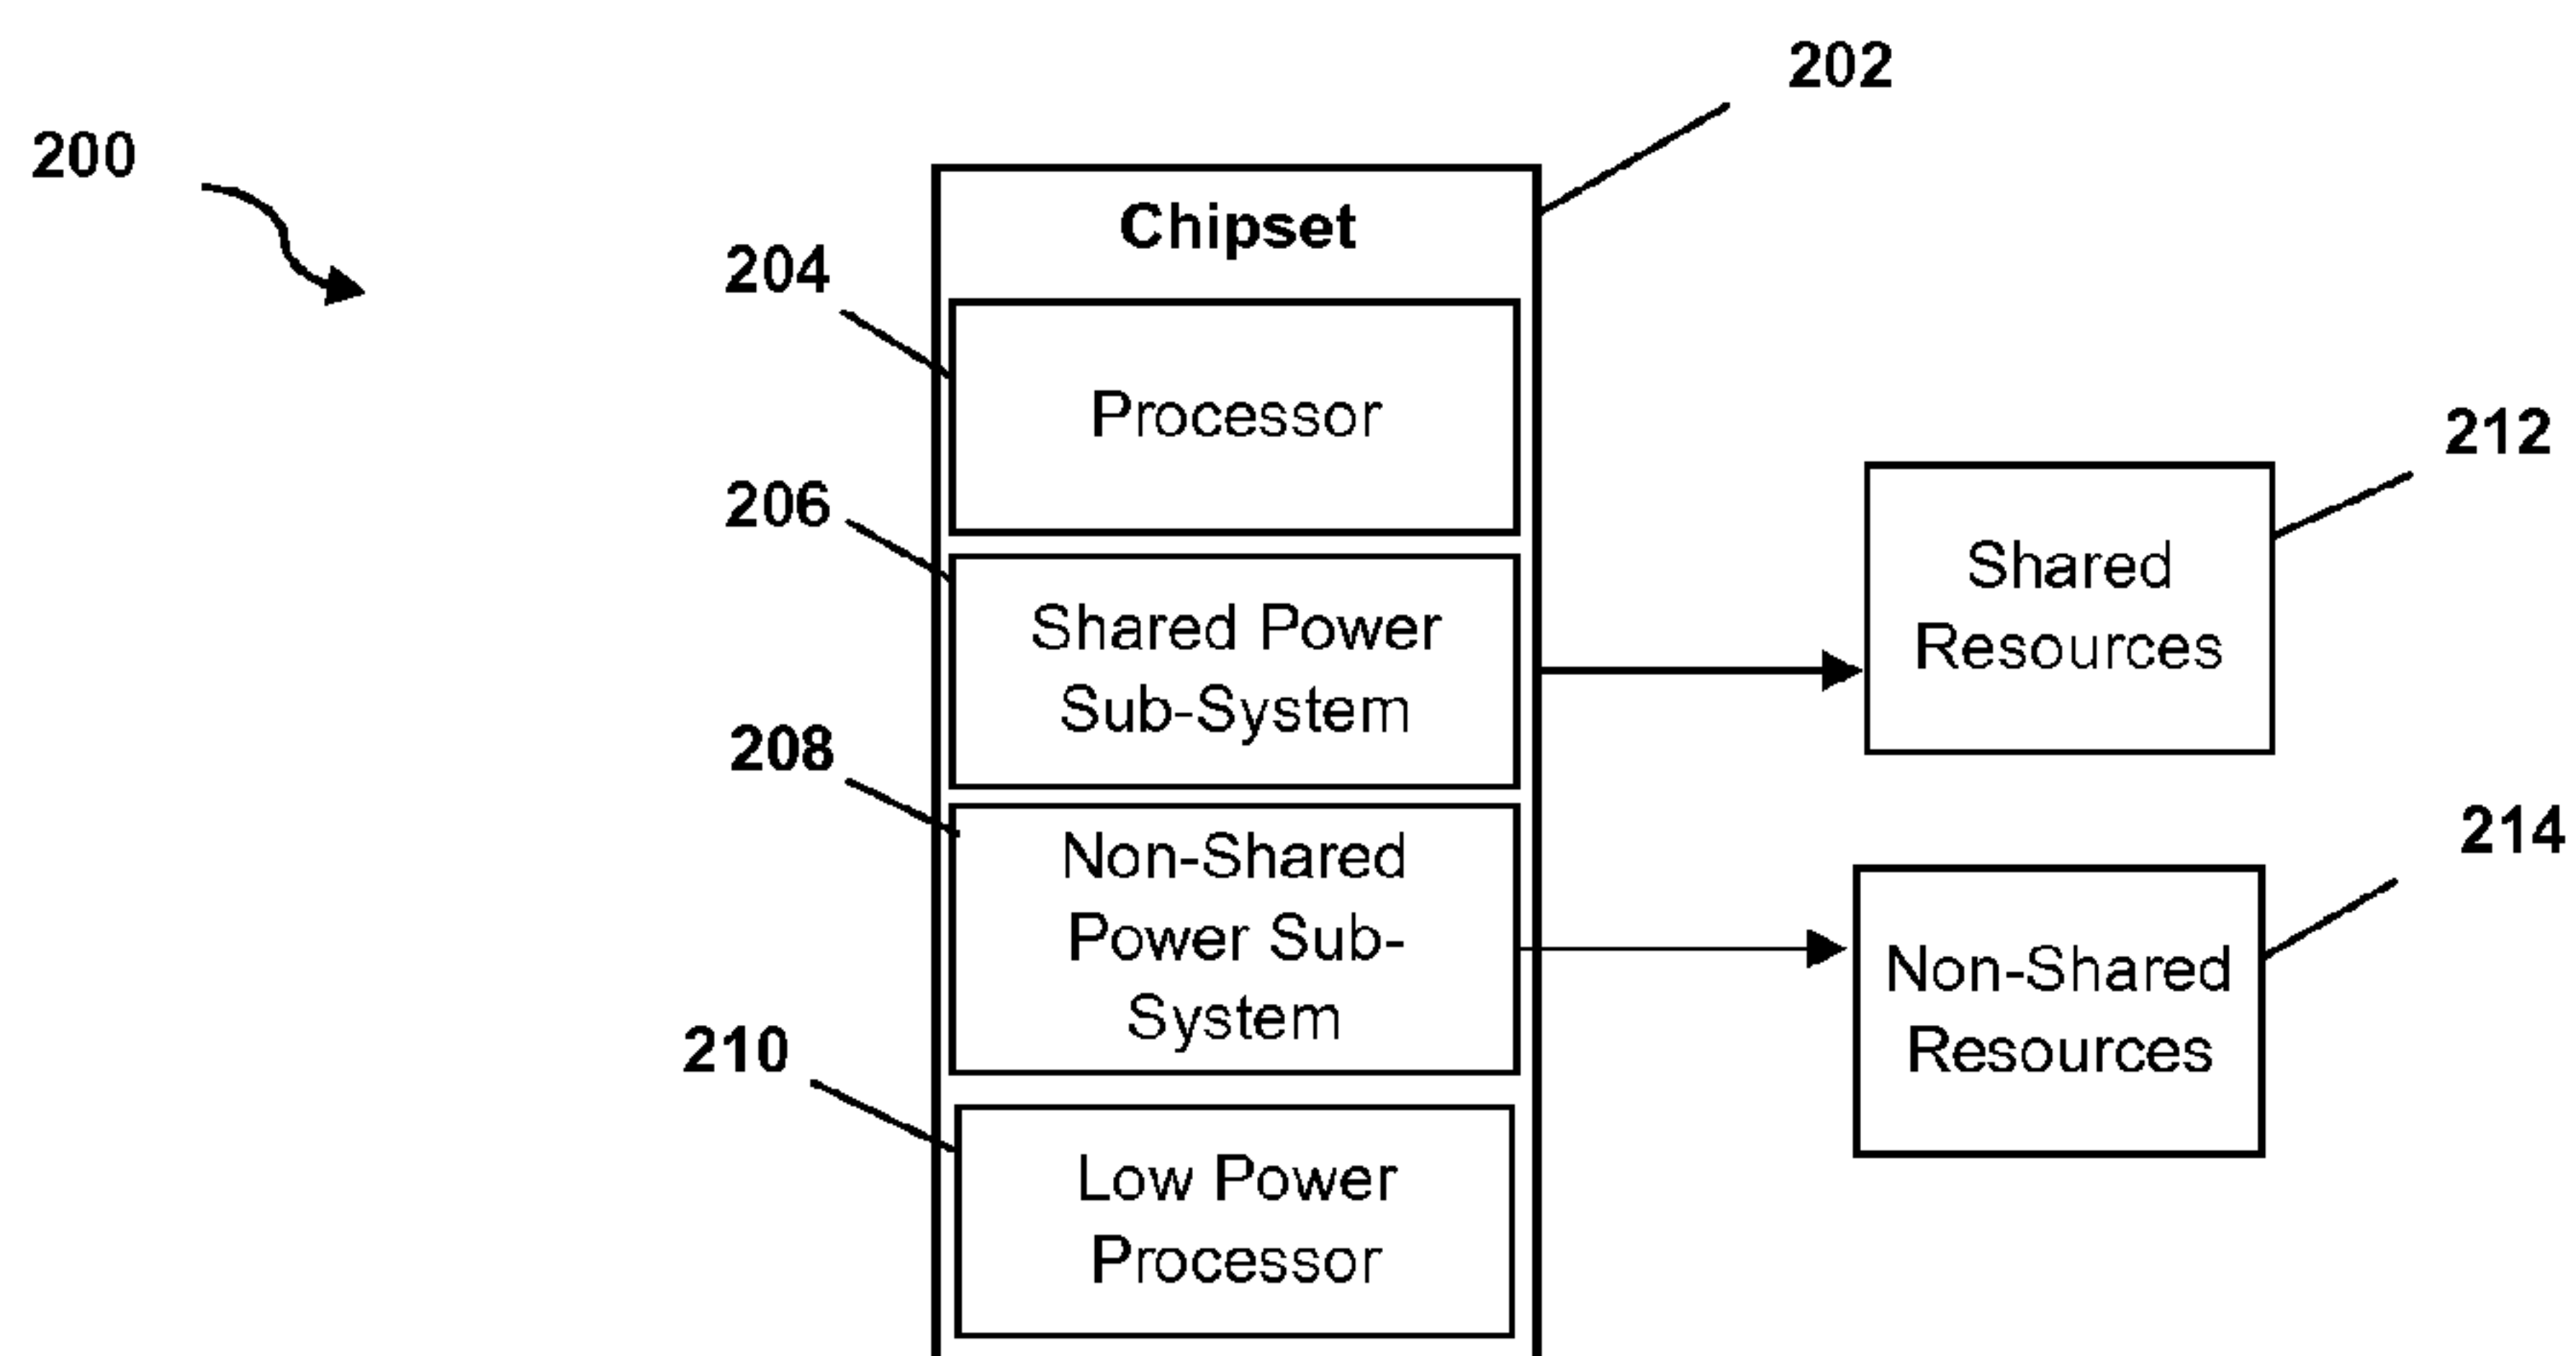 202
200
Chipset
204
Processor
212
206
Shared
Resources
Shared Power
Sub-System
208
214
Non-Shared
Power Sub-
System
Non-Shared
Resources
210
Low Power
Processor